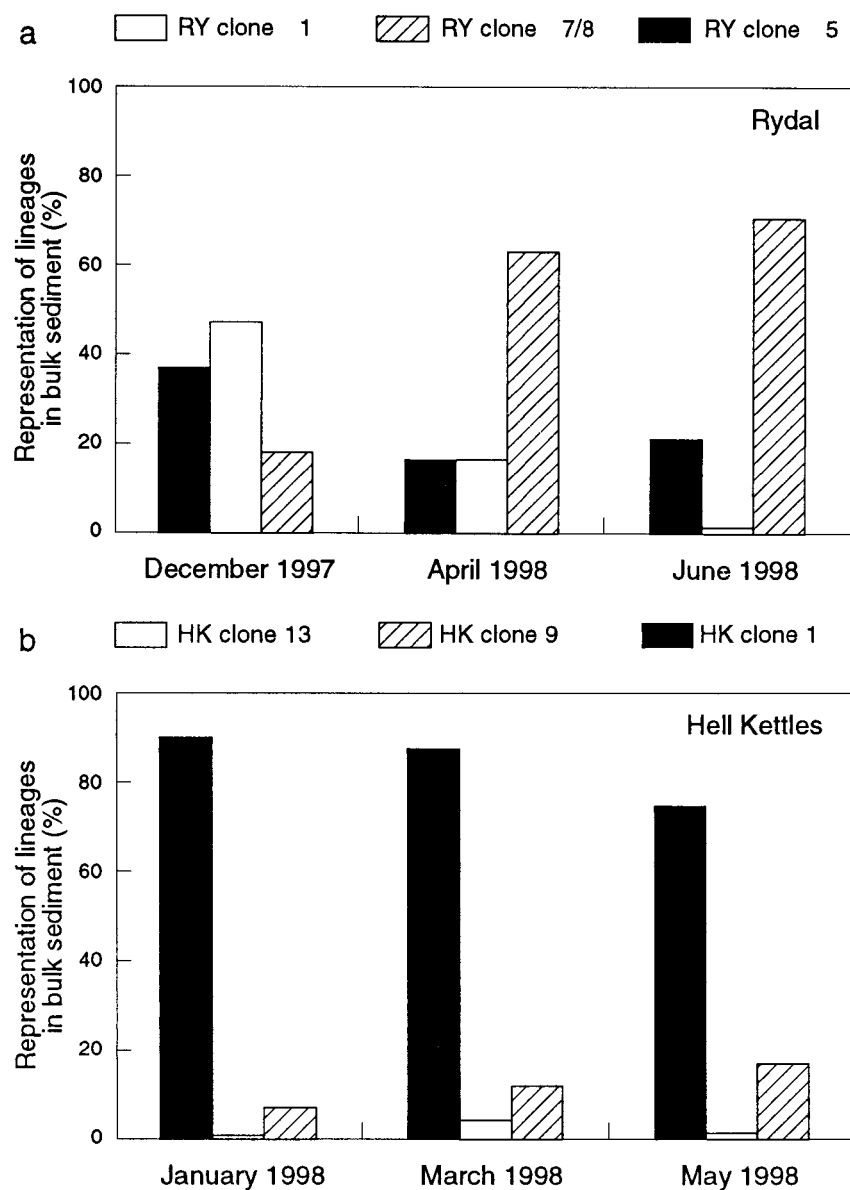 a
RY clone 1 RY clone 7/8 RY clone 5
Rydal
Representation of lineages
in bulk sediment (%)
100
80
60
40
20
0
December 1997 April 1998 June 1998
b
HK clone 13 HK clone 9 HK clone 1
Hell Kettles
Representation of lineages
in bulk sediment (%)
100
80
60
40
20
0
January 1998 March 1998 May 1998